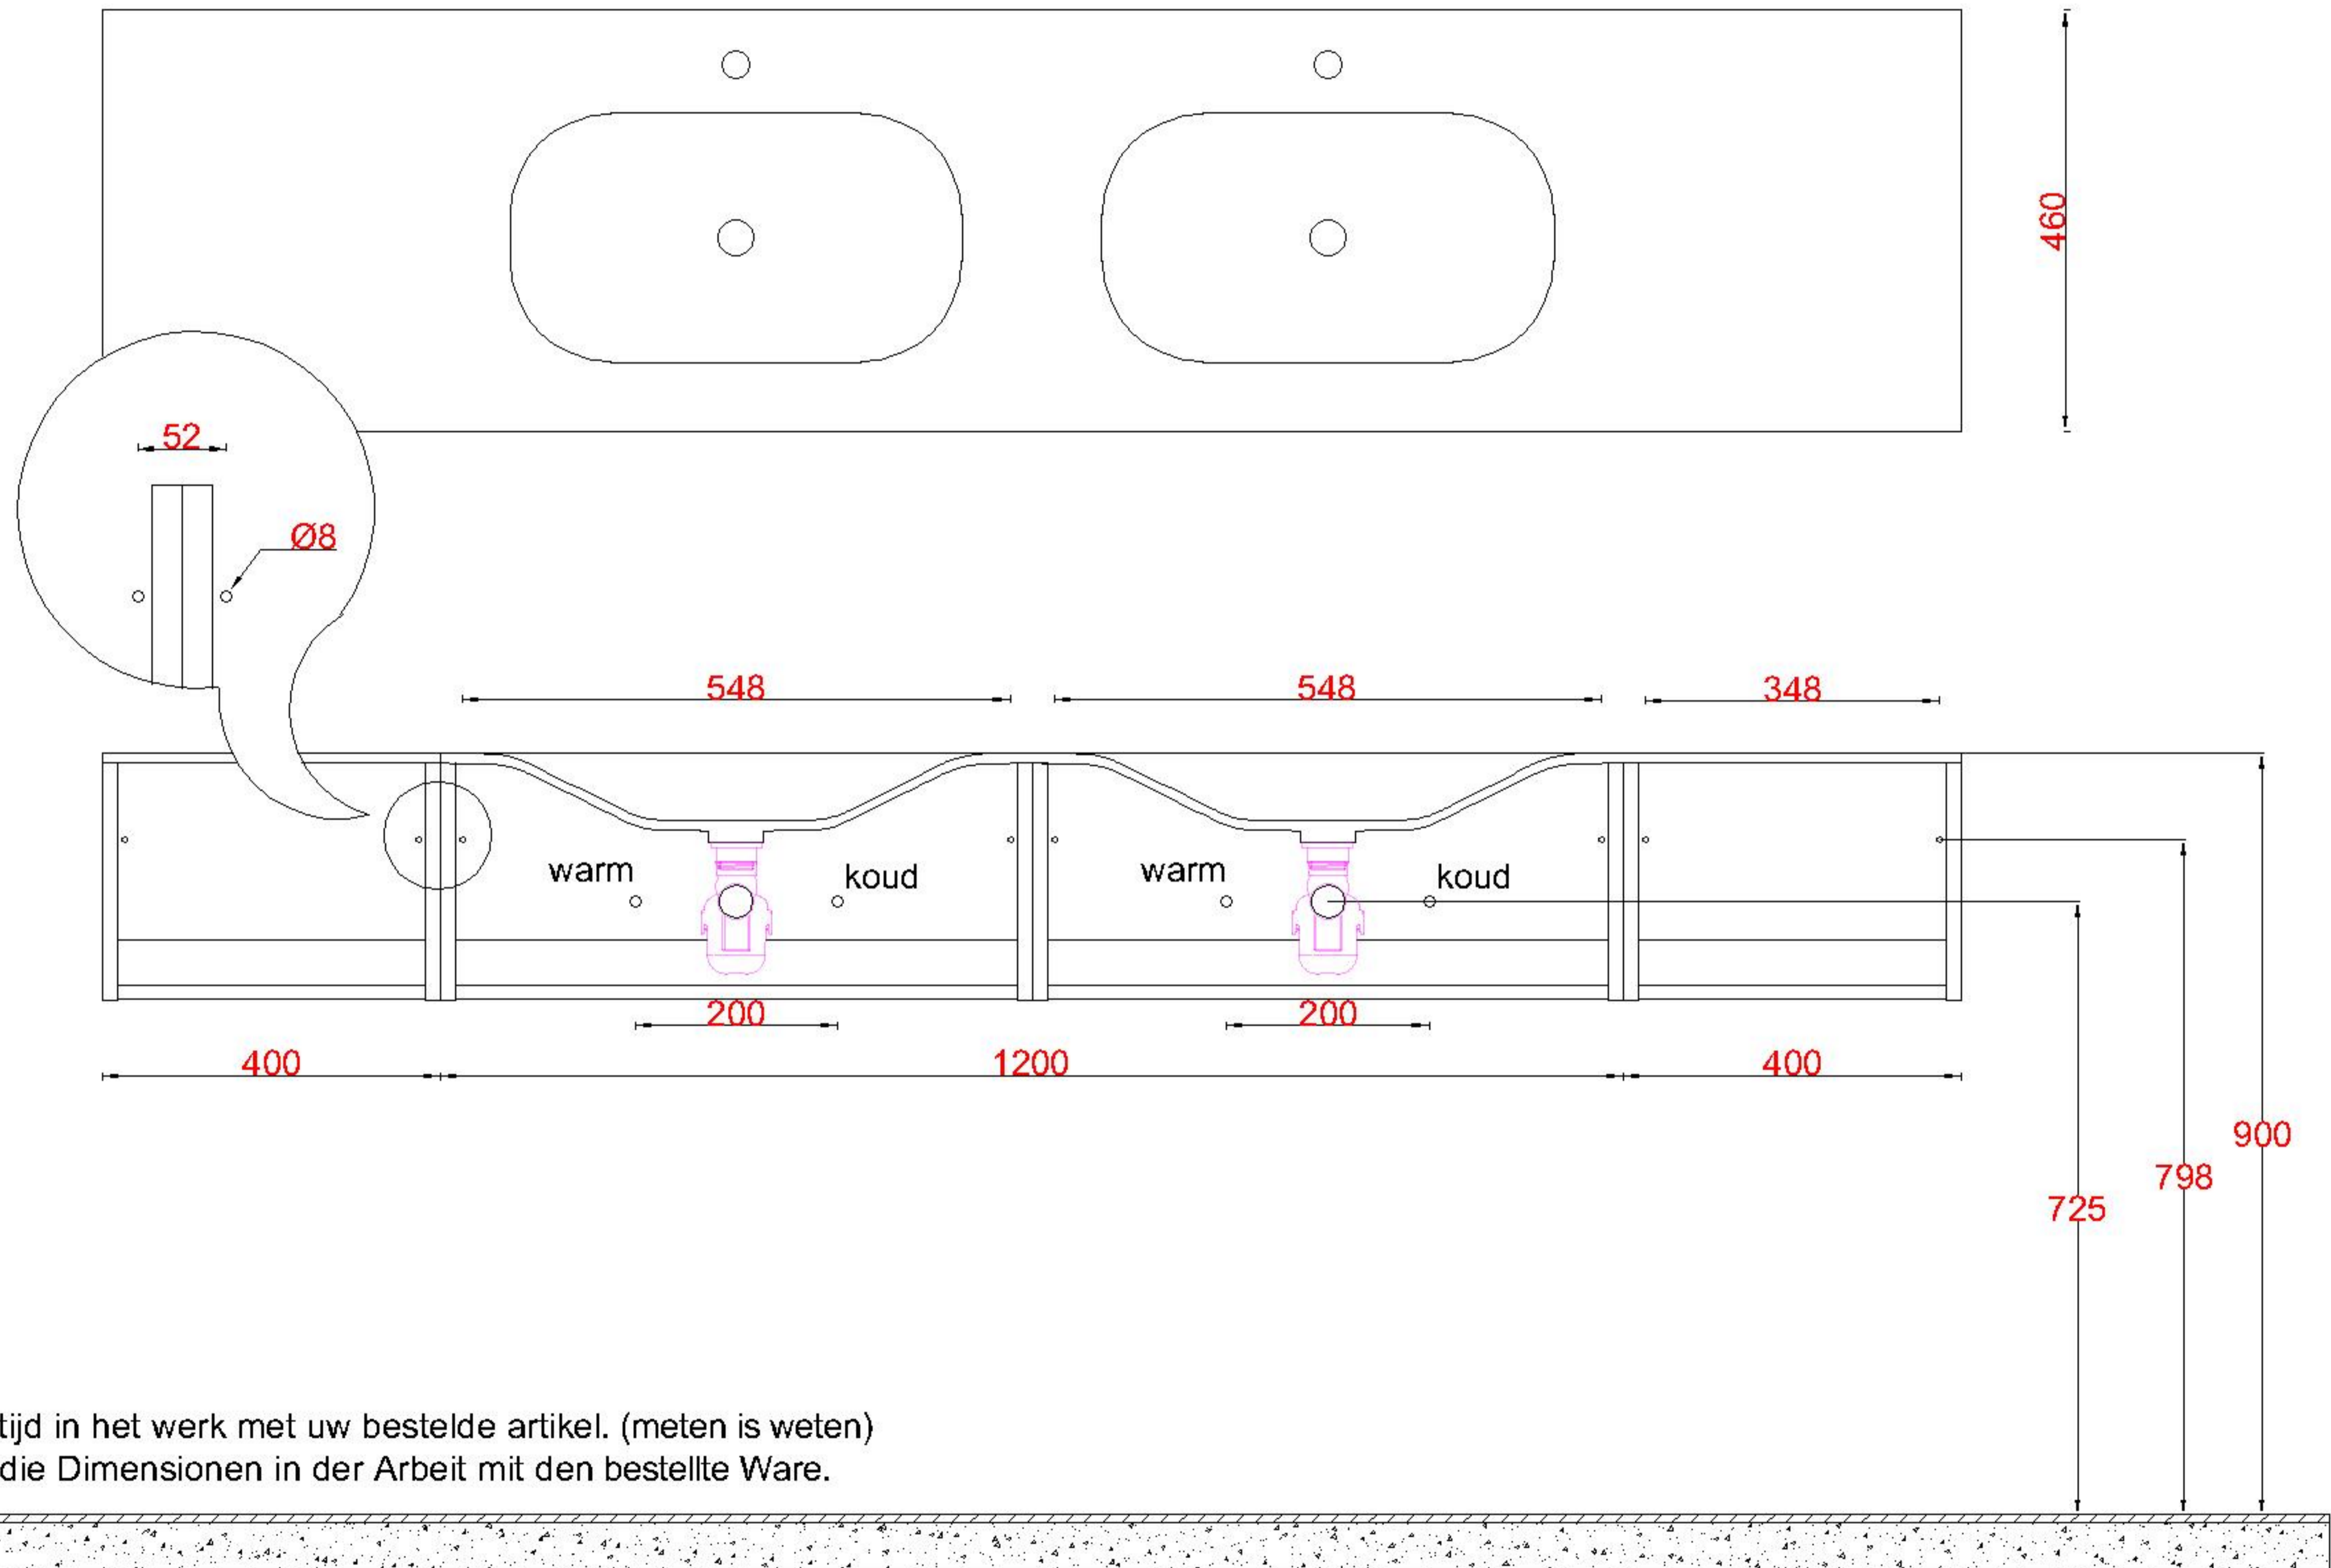 460
52
Ø8
548 548 348
warm koud warm koud
200 200
400 1200 400
900
798
725
tijd in het werk met uw bestelde artikel. (meten is weten)
die Dimensionen in der Arbeit mit den bestellte Ware.